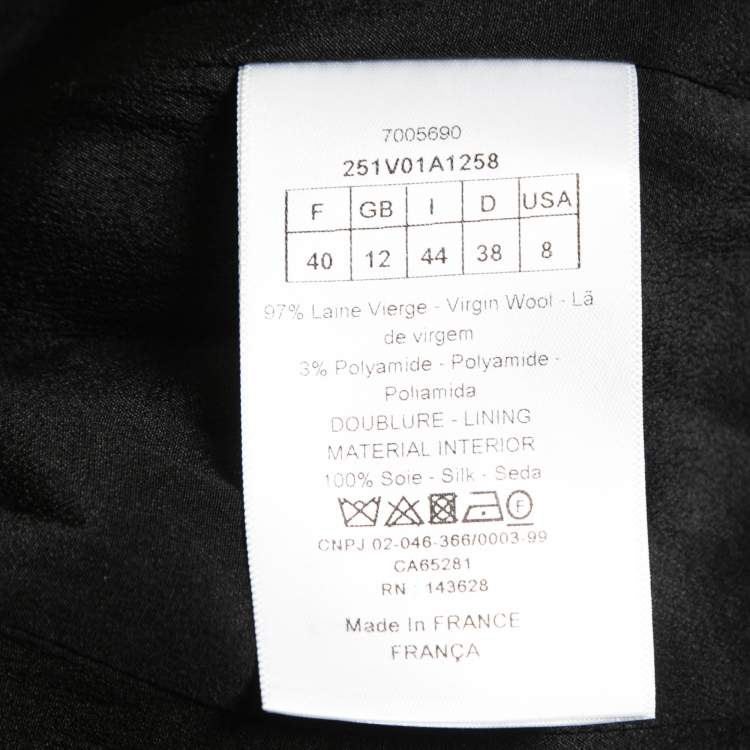 7005690
251V01A1258
F GB I D USA
40 12 44 38 8
97% Laine Vierge - Virgin Wool - Lã
de virgem
3% Polyamide - Polyamide -
Poliamida
DOUBLURE - LINING
MATERIAL INTERIOR
100% Soie - Silk - Seda
F
CNPJ 02-046-366/0003-99
CA65281
RN : 143628
Made In FRANCE
FRANÇA